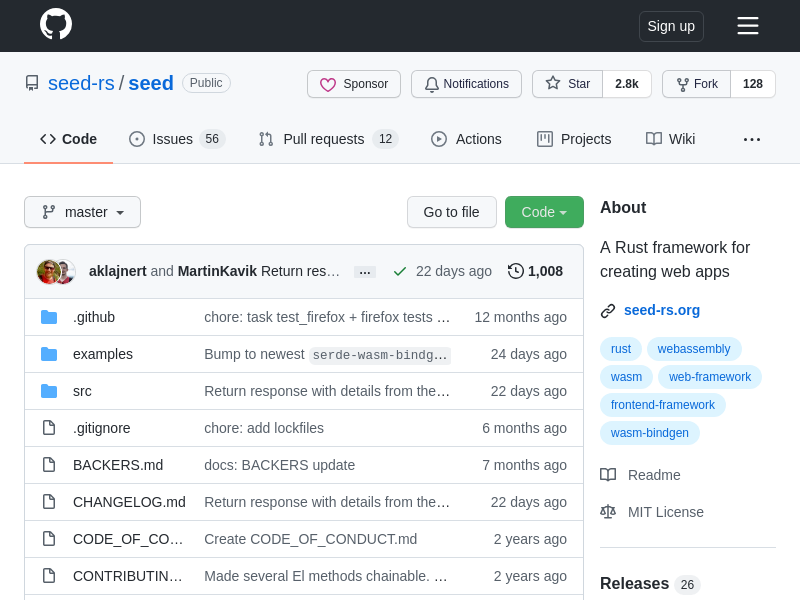 Sign up
seed-rs / seed Public
Sponsor Notifications Star 2.8k Fork 128
Code Issues 56 Pull requests 12 Actions Projects Wiki ...
master Go to file Code
aklajnert and MartinKavik Return res… ... 22 days ago 1,008
.github chore: task test_firefox + firefox tests … 12 months ago
examples Bump to newest serde-wasm-bindg… 24 days ago
src Return response with details from the… 22 days ago
.gitignore chore: add lockfiles 6 months ago
BACKERS.md docs: BACKERS update 7 months ago
CHANGELOG.md Return response with details from the… 22 days ago
CODE_OF_CO… Create CODE_OF_CONDUCT.md 2 years ago
CONTRIBUTIN… Made several El methods chainable. … 2 years ago
About
A Rust framework for
creating web apps
seed-rs.org
rust webassembly
wasm web-framework
frontend-framework
wasm-bindgen
Readme
MIT License
Releases 26